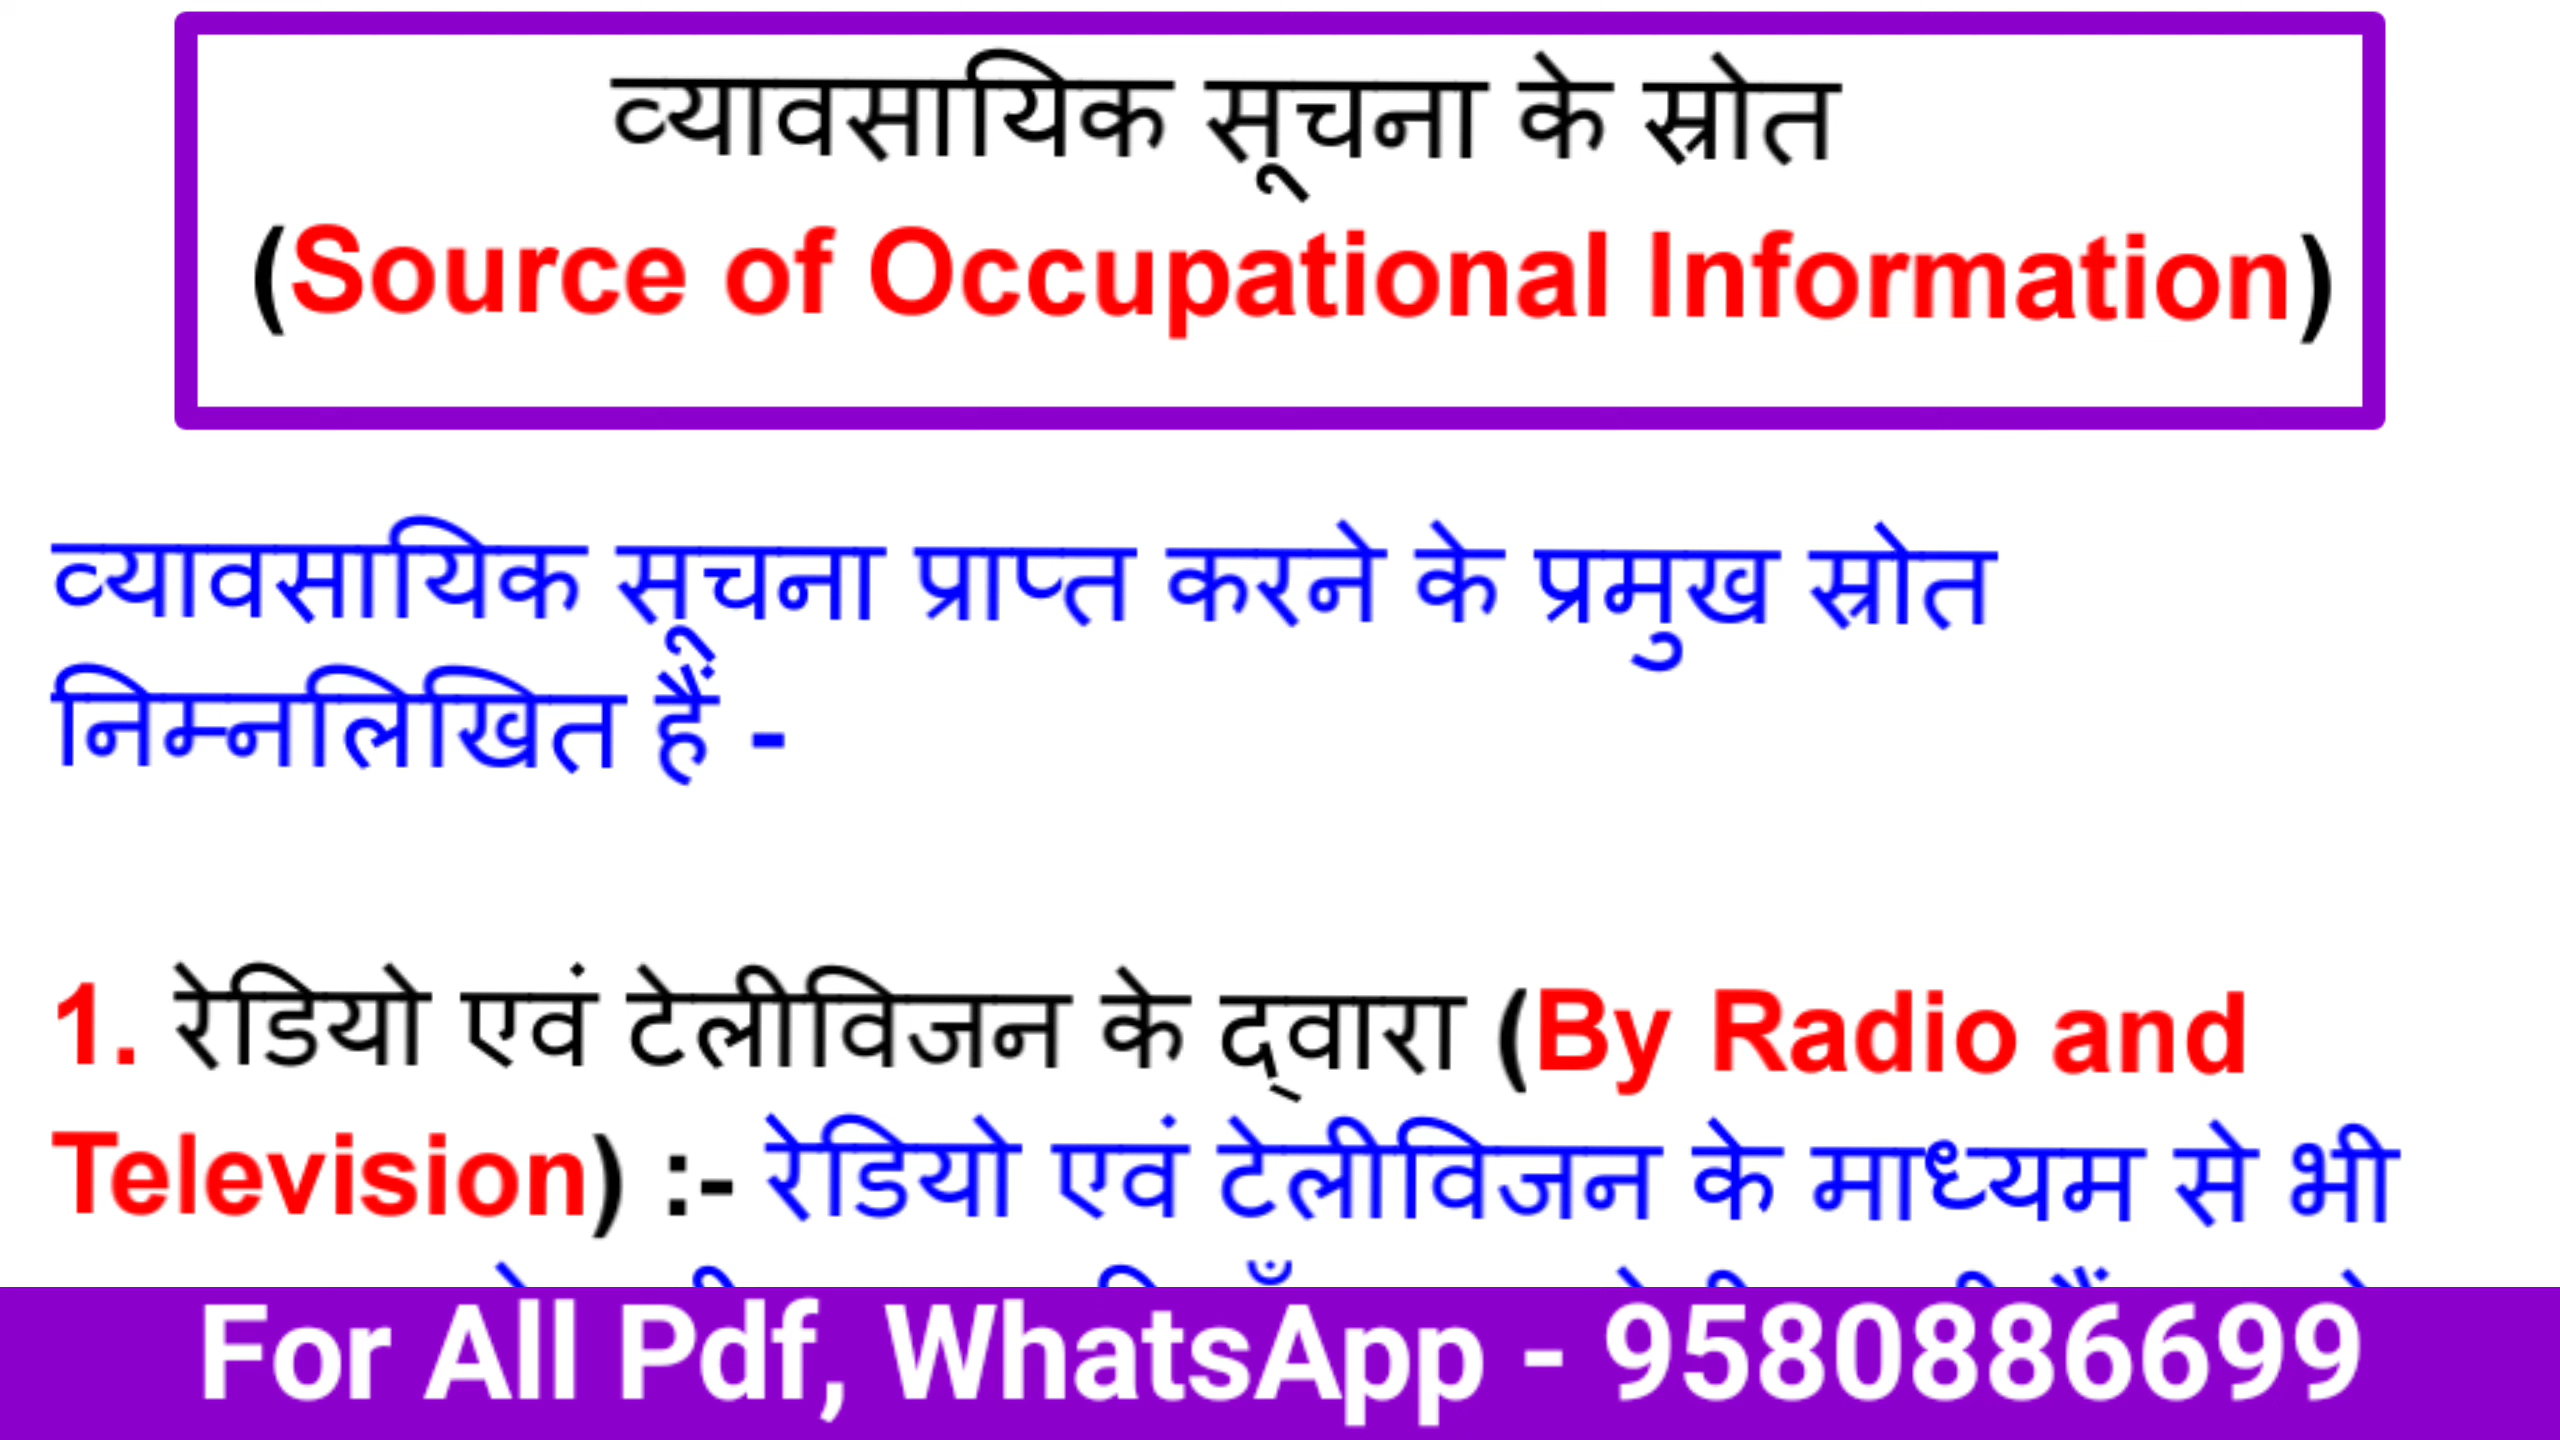 व्यावसायिक सूचना के स्रोत
(Source of Occupational Information)
व्यावसायिक सूचना प्राप्त करने के प्रमुख स्रोत
निम्नलिखित हैं -
1. रेडियो एवं टेलीविजन के द्वारा (By Radio and
Television) :- रेडियो एवं टेलीविजन के माध्यम से भी
For All Pdf, WhatsApp - 9580886699